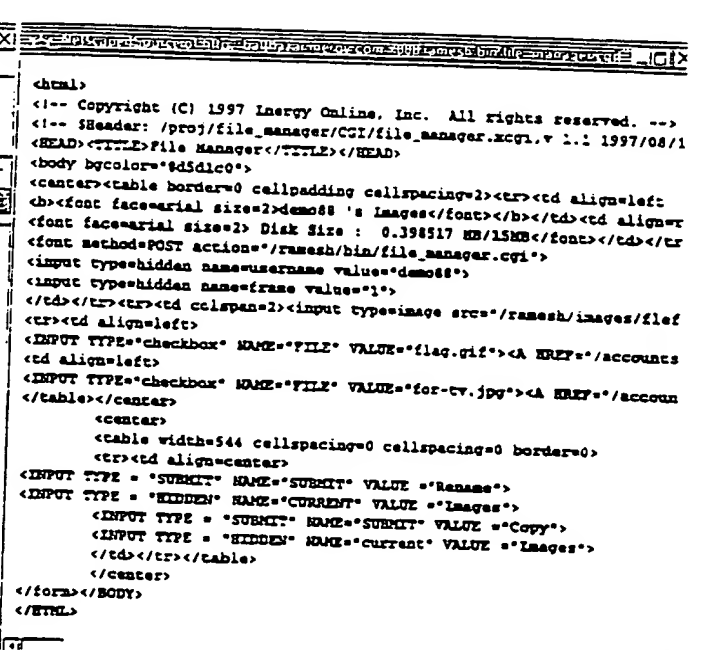 <html>
<!-- Copyright (C) 1997 Inergy Online, Inc. All rights reserved. -->
<!-- $Header: /proj/file_manager/CGI/file_manager.xcgi,v 1.1 1997/08/1
<HEAD><TITLE>File Manager</TITLE></HEAD>
<body bgcolor="#d5d1c0">
<center><table border=0 cellpadding cellspacing=2><tr><td align=left
<b><font face=arial size=2>demo88 's Images</font></b></td><td align=r
<font face=arial size=2> Disk Size : 0.398517 MB/15MB</font></td></tr
<font method=POST action="/ramesh/bin/file_manager.cgi">
<input type=hidden name=username value="demo88">
<input type=hidden name=frame value="1">
</td></tr><tr><td colspan=2><input type=image src="/ramesh/images/flef
<tr><td align=left>
<INPUT TYPE="checkbox" NAME="FILE" VALUE="flag.gif"><A HREF="/accounts
<td align=left>
<INPUT TYPE="checkbox" NAME="FILE" VALUE="for-tv.jpg"><A HREF="/accoun
</table></center>
<center>
<table width=544 cellspacing=0 cellspacing=0 border=0>
<tr><td align=center>
<INPUT TYPE = "SUBMIT" NAME="SUBMIT" VALUE ="Rename">
<INPUT TYPE = "HIDDEN" NAME="CURRENT" VALUE ="Images">
<INPUT TYPE = "SUBMIT" NAME="SUBMIT" VALUE ="Copy">
<INPUT TYPE = "HIDDEN" NAME="current" VALUE ="Images">
</td></tr></table>
</center>
</form></BODY>
</HTML>